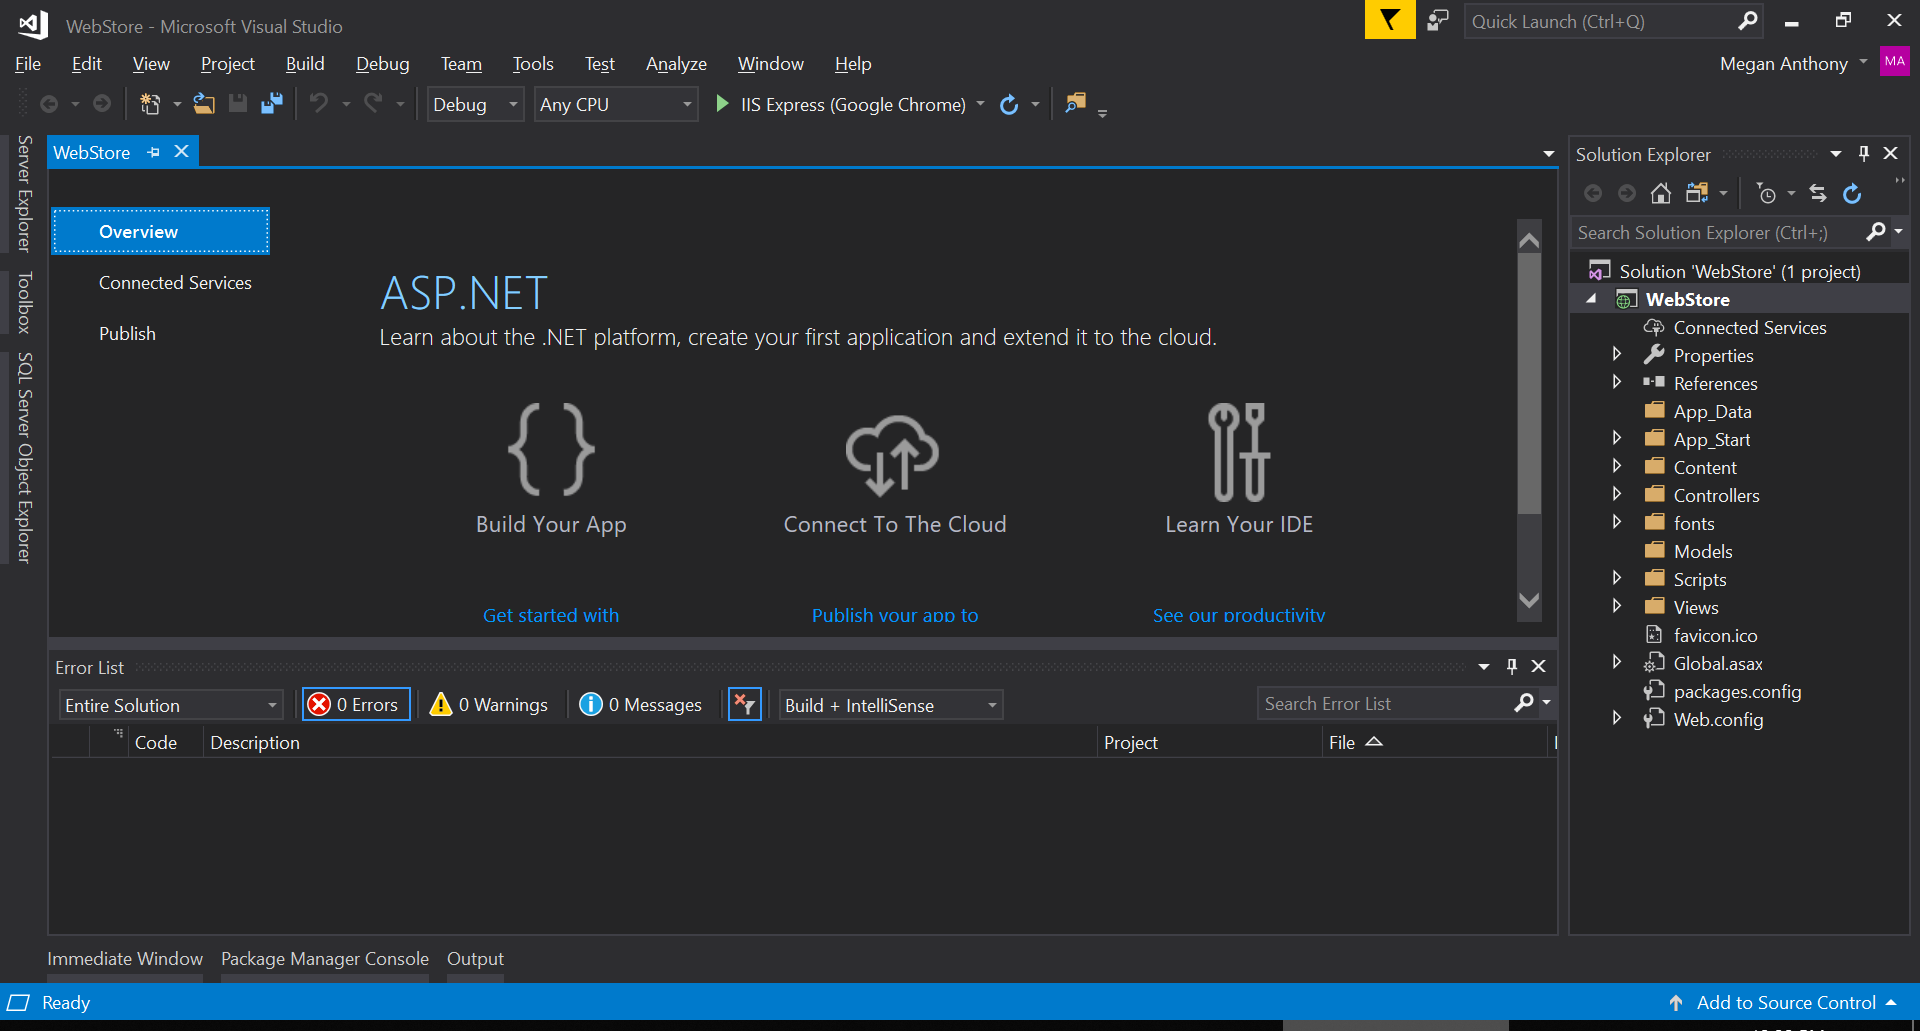 WebStore - Microsoft Visual Studio
Quick Launch (Ctrl+Q)
File Edit View Project Build Debug Team Tools Test Analyze Window Help
Megan Anthony MA
Debug Any CPU IIS Express (Google Chrome)
Server Explorer
Toolbox
SQL Server Object Explorer
WebStore
Overview
Connected Services
Publish
ASP.NET
Learn about the .NET platform, create your first application and extend it to the cloud.
Build Your App
Connect To The Cloud
Learn Your IDE
Get started with
Publish your app to
See our productivity
Error List
Entire Solution 0 Errors 0 Warnings 0 Messages Build + IntelliSense Search Error List
Code Description Project File
Immediate Window Package Manager Console Output
Solution Explorer
Search Solution Explorer (Ctrl+;)
Solution 'WebStore' (1 project)
WebStore
Connected Services
Properties
References
App_Data
App_Start
Content
Controllers
fonts
Models
Scripts
Views
favicon.ico
Global.asax
packages.config
Web.config
Ready
Add to Source Control